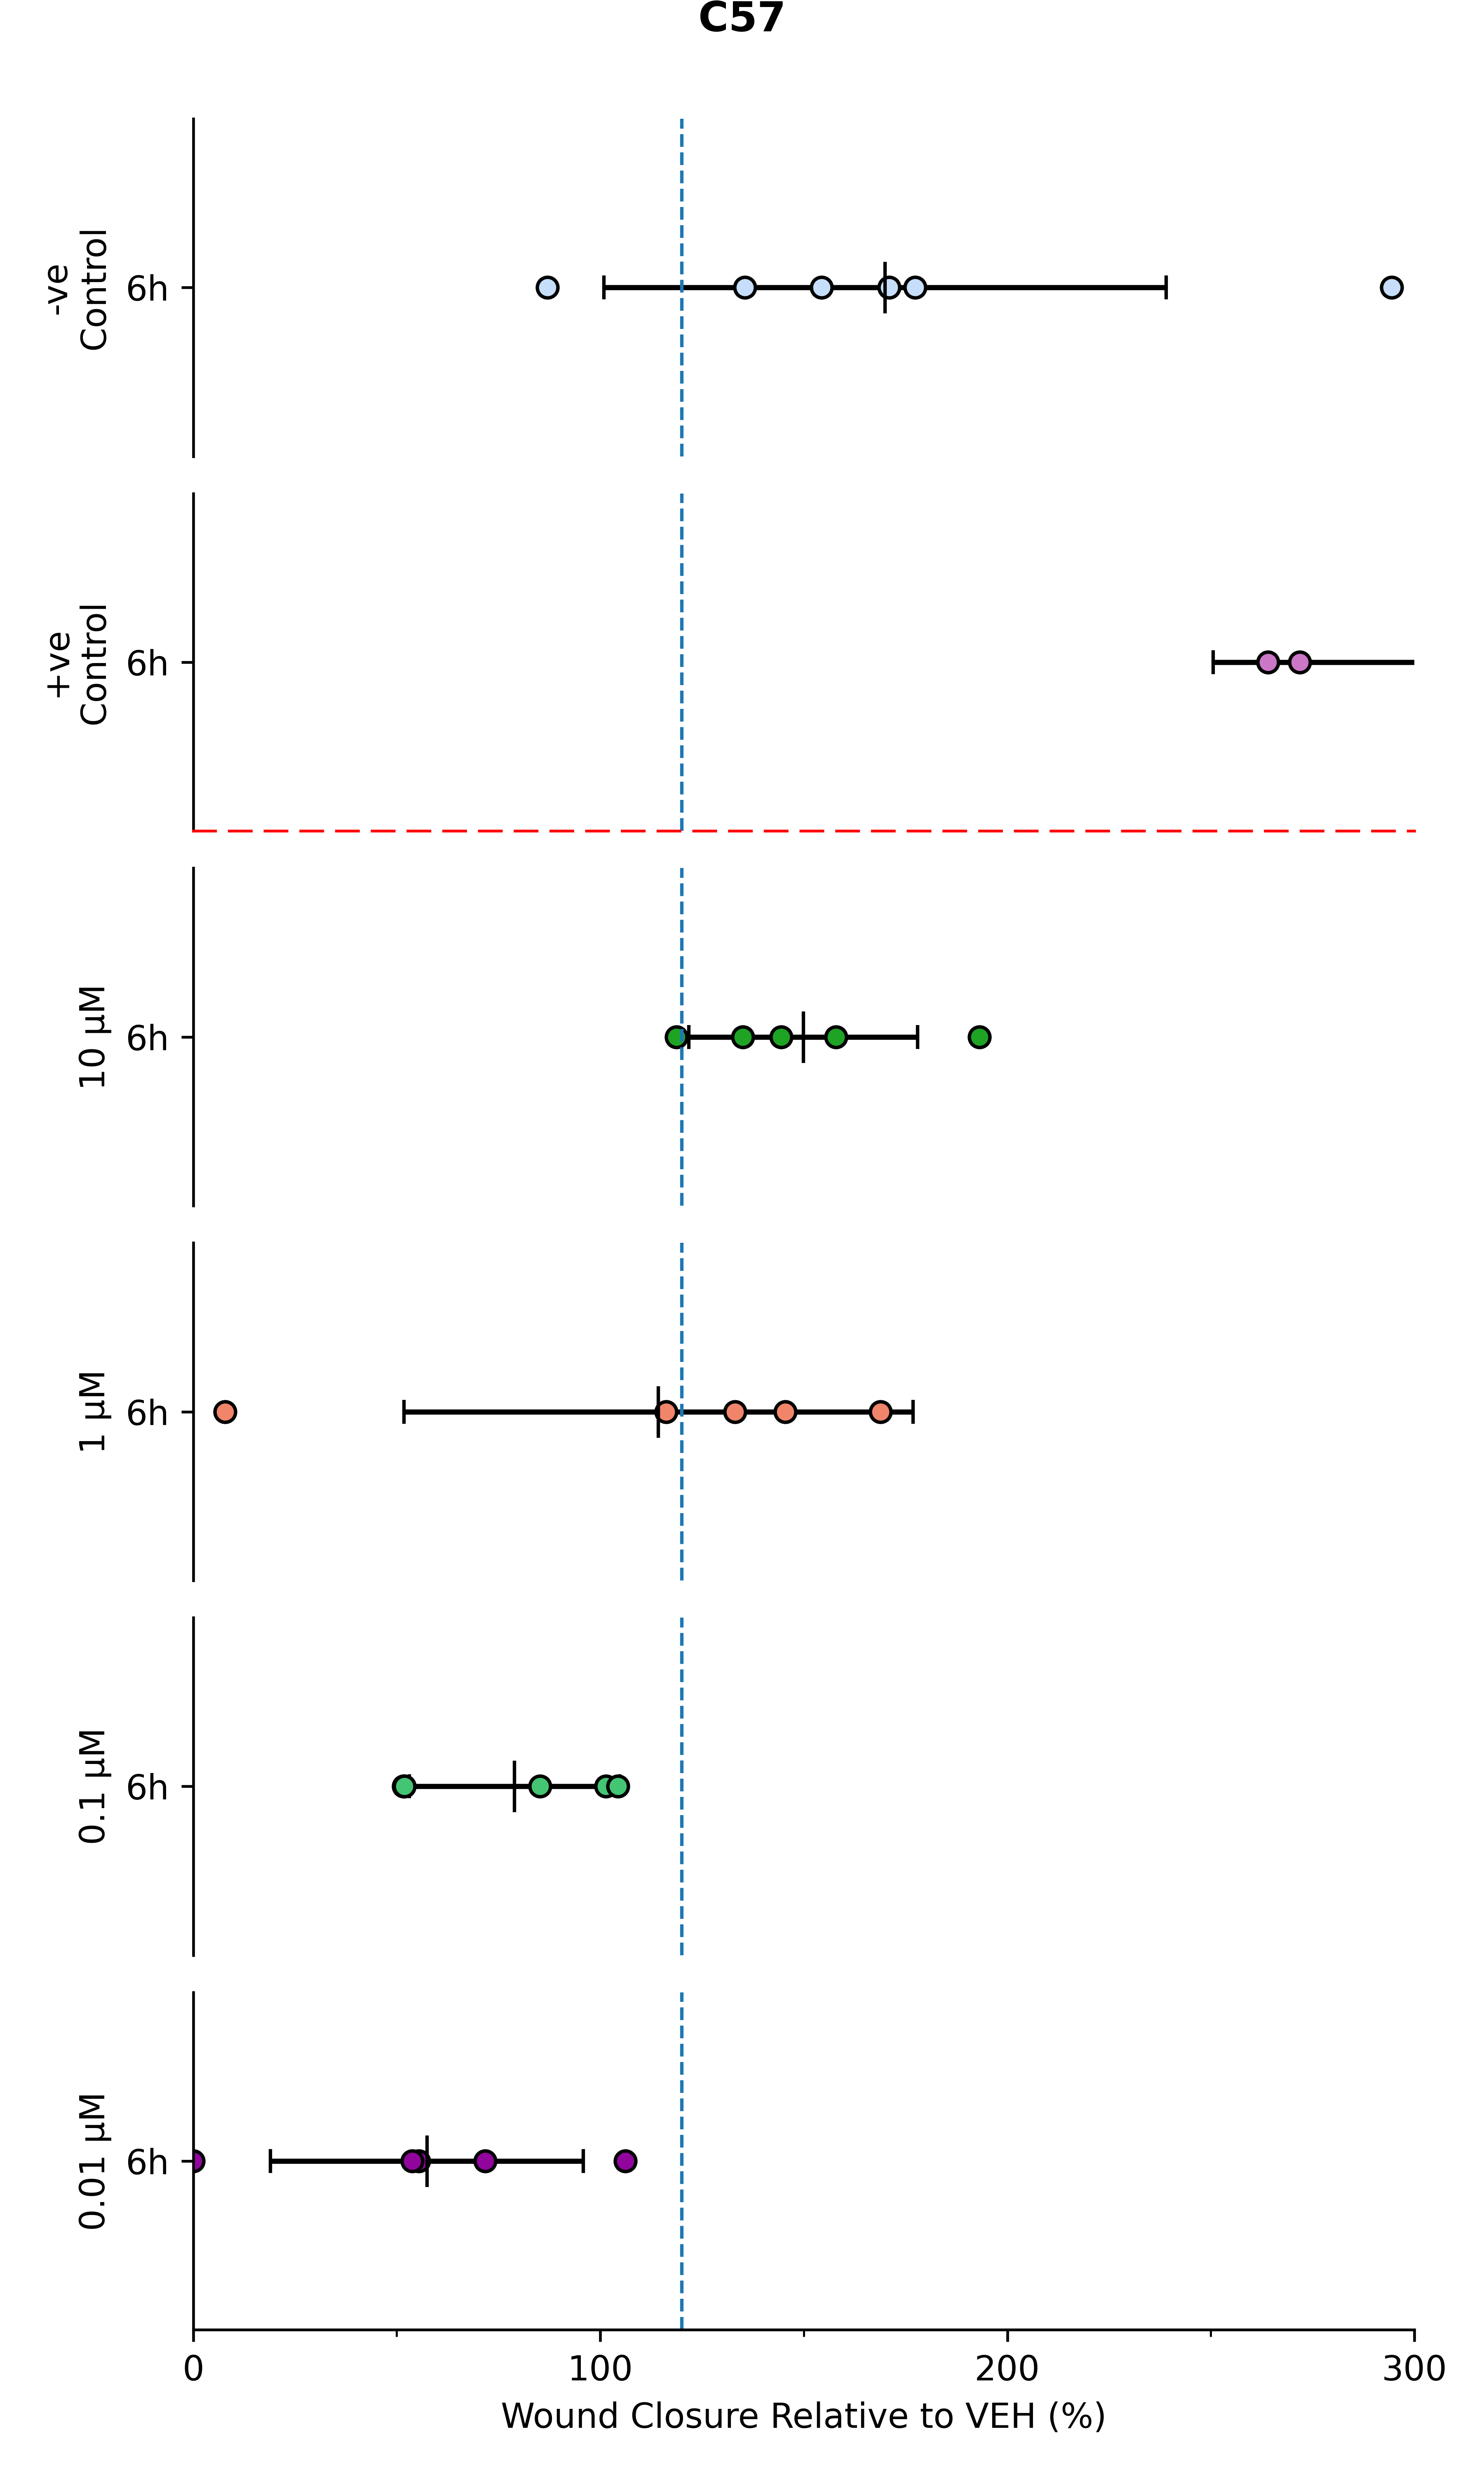 C57
-ve
Control
6h
+ve
Control
6h
10 µM
6h
1 µM
6h
0.1 µM
6h
0.01 µM
6h
0
100
200
300
Wound Closure Relative to VEH (%)